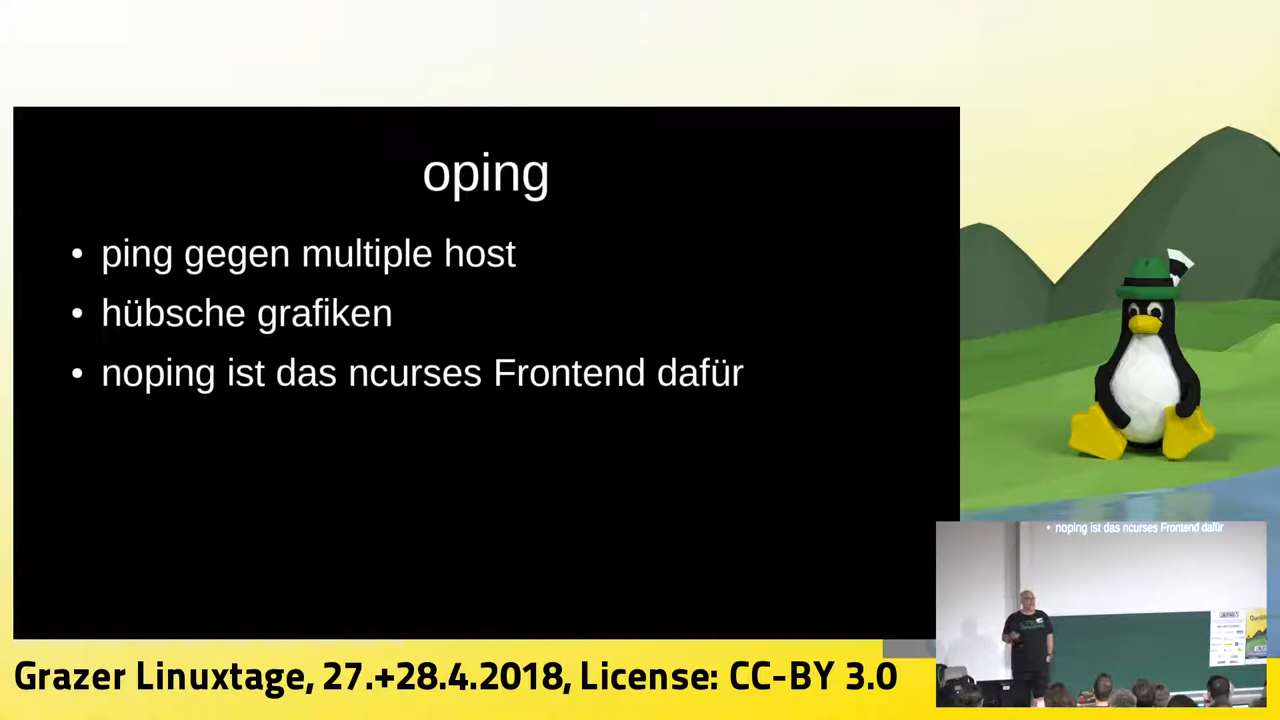 oping
• ping gegen multiple host
• hübsche grafiken
• noping ist das ncurses Frontend dafür
• noping ist das ncurses Frontend dafür
Grazer Linuxtage, 27.+28.4.2018, License: CC-BY 3.0